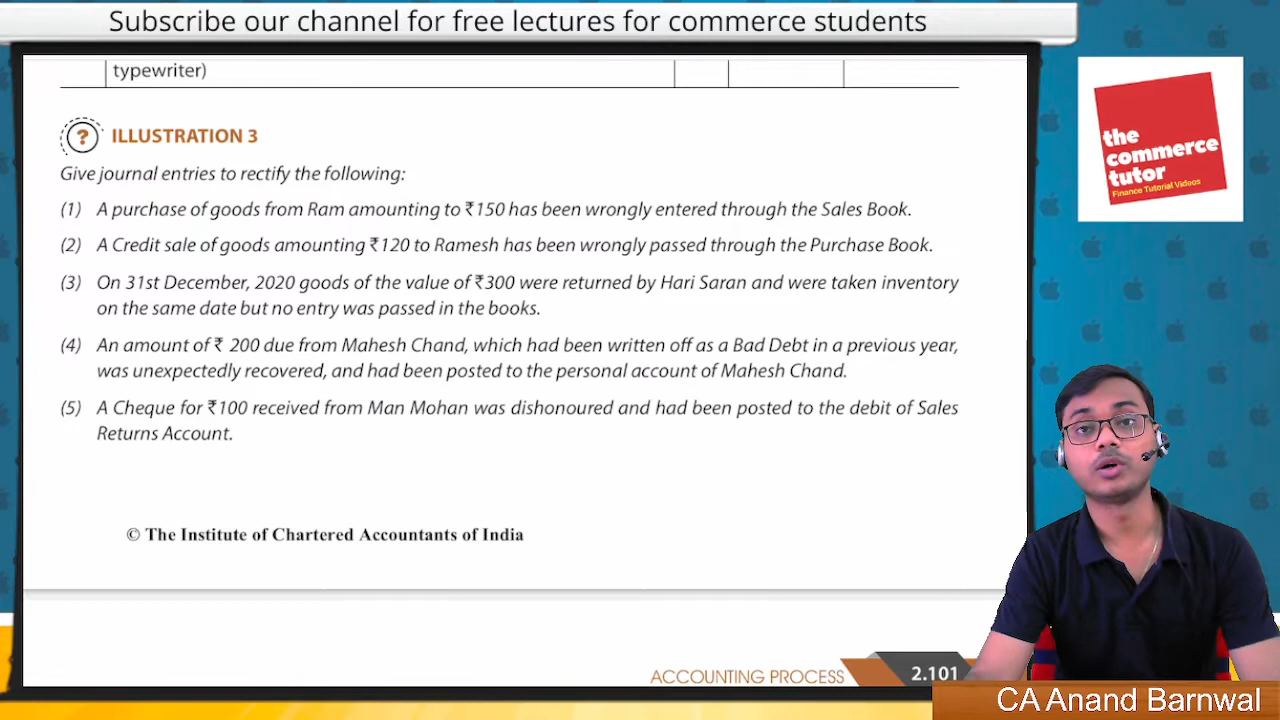 Subscribe our channel for free lectures for commerce students
typewriter)
? ILLUSTRATION 3
Give journal entries to rectify the following:
(1) A purchase of goods from Ram amounting to ₹150 has been wrongly entered through the Sales Book.
(2) A Credit sale of goods amounting ₹120 to Ramesh has been wrongly passed through the Purchase Book.
(3) On 31st December, 2020 goods of the value of ₹300 were returned by Hari Saran and were taken inventory
on the same date but no entry was passed in the books.
(4) An amount of ₹ 200 due from Mahesh Chand, which had been written off as a Bad Debt in a previous year,
was unexpectedly recovered, and had been posted to the personal account of Mahesh Chand.
(5) A Cheque for ₹100 received from Man Mohan was dishonoured and had been posted to the debit of Sales
Returns Account.
© The Institute of Chartered Accountants of India
ACCOUNTING PROCESS 2.101
the
commerce
tutor
Finance Tutorial Videos
CA Anand Barnwal